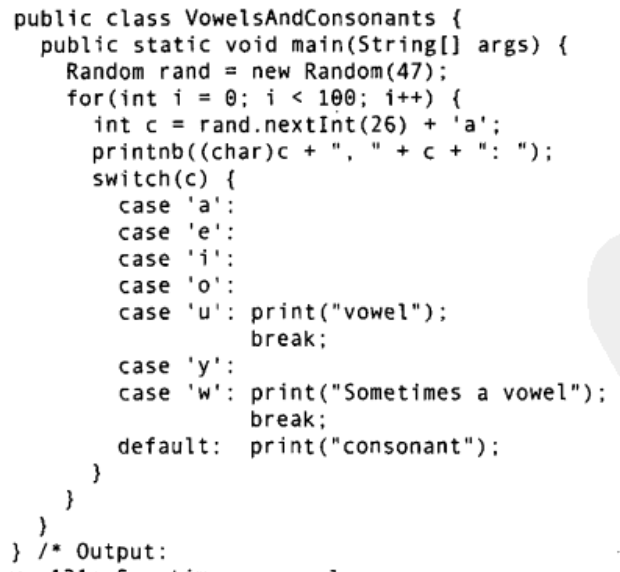 public class VowelsAndConsonants {
  public static void main(String[] args) {
    Random rand = new Random(47);
    for(int i = 0; i < 100; i++) {
      int c = rand.nextInt(26) + 'a';
      printnb((char)c + ", " + c + ": ");
      switch(c) {
        case 'a':
        case 'e':
        case 'i':
        case 'o':
        case 'u': print("vowel");
                  break;
        case 'y':
        case 'w': print("Sometimes a vowel");
                  break;
        default:  print("consonant");
      }
    }
  }
} /* Output: